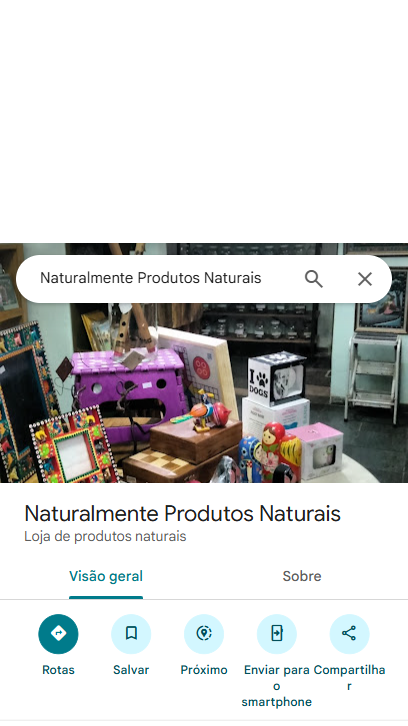 Naturalmente Produtos Naturais
I
DOGS
Naturalmente Produtos Naturais
Loja de produtos naturais
Visão geral
Sobre
Rotas
Salvar
Próximo
Enviar para
o
smartphone
Compartilha
r